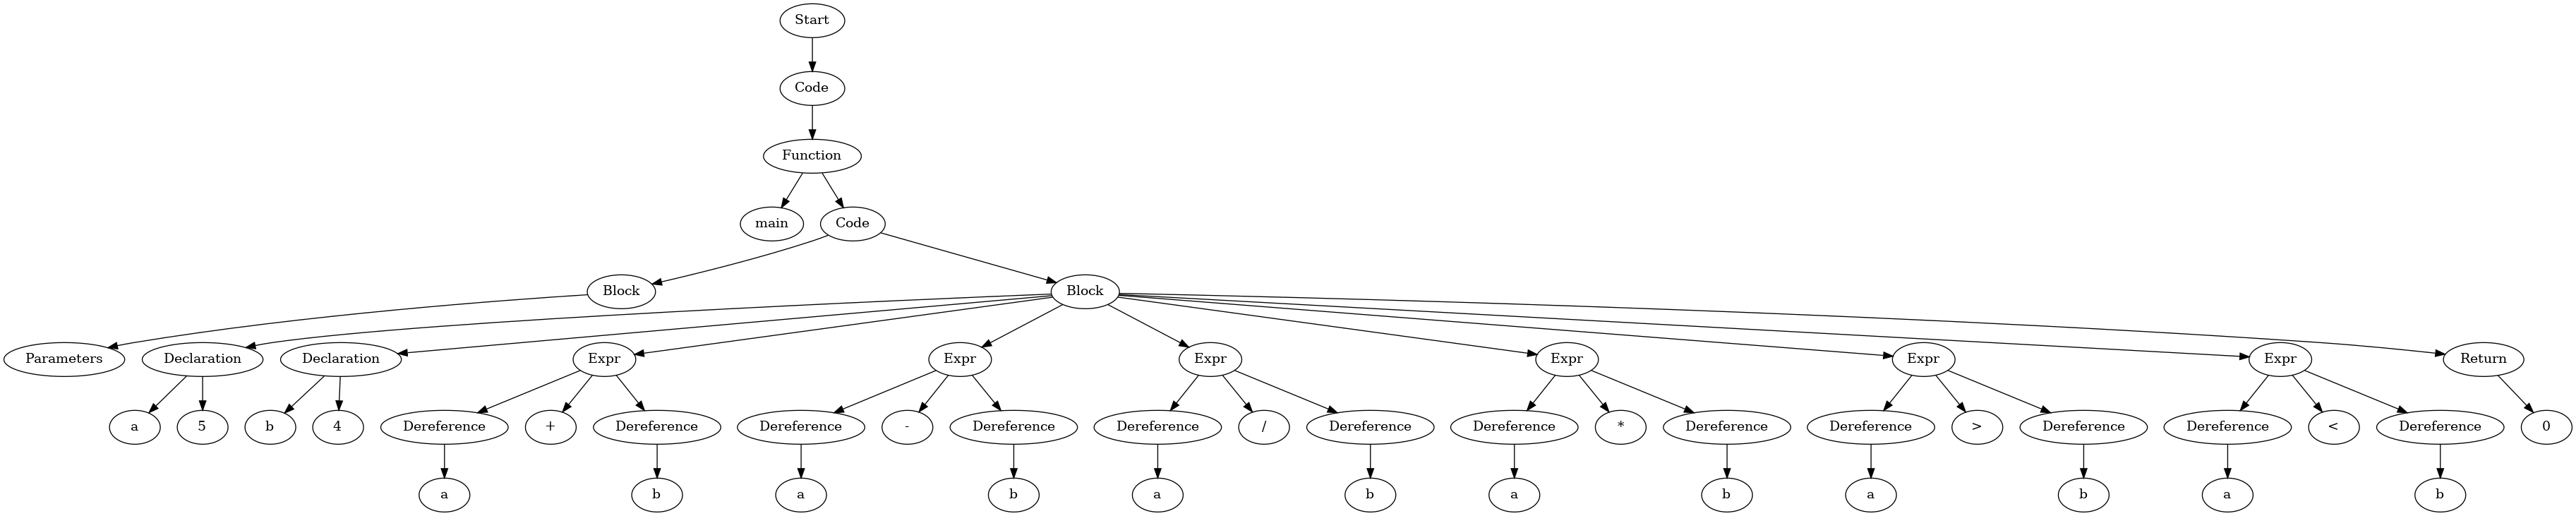 Start
Code
Function
main Code
Block Block
Parameters Declaration Declaration Expr Expr Expr Expr Expr Expr Return
a 5 b 4 Dereference + Dereference Dereference - Dereference Dereference / Dereference Dereference * Dereference Dereference > Dereference Dereference < Dereference 0
a b a b a b a b a b a b